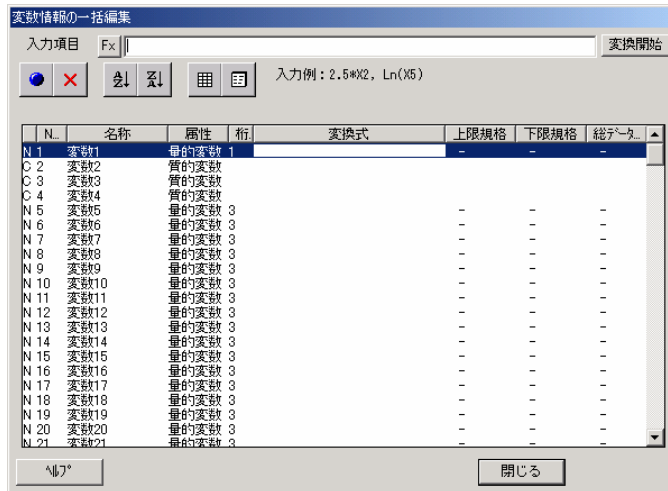 変数情報の一括編集
入力項目 Fx 変換開始
A Z↓ Z A↓ 入力例：2.5*X2, Ln(X5)
N... 名称 属性 桁. 変換式 上限規格 下限規格 総ﾃﾞｰﾀ...
N 1 変数1 量的変数 1 - - -
C 2 変数2 質的変数
C 3 変数3 質的変数
C 4 変数4 質的変数
N 5 変数5 量的変数 3 - - -
N 6 変数6 量的変数 3 - - -
N 7 変数7 量的変数 3 - - -
N 8 変数8 量的変数 3 - - -
N 9 変数9 量的変数 3 - - -
N 10 変数10 量的変数 3 - - -
N 11 変数11 量的変数 3 - - -
N 12 変数12 量的変数 3 - - -
N 13 変数13 量的変数 3 - - -
N 14 変数14 量的変数 3 - - -
N 15 変数15 量的変数 3 - - -
N 16 変数16 量的変数 3 - - -
N 17 変数17 量的変数 3 - - -
N 18 変数18 量的変数 3 - - -
N 19 変数19 量的変数 3 - - -
N 20 変数20 量的変数 3 - - -
N 21 変数21 量的変数 3 - - -
ﾍﾙﾌﾟ 閉じる